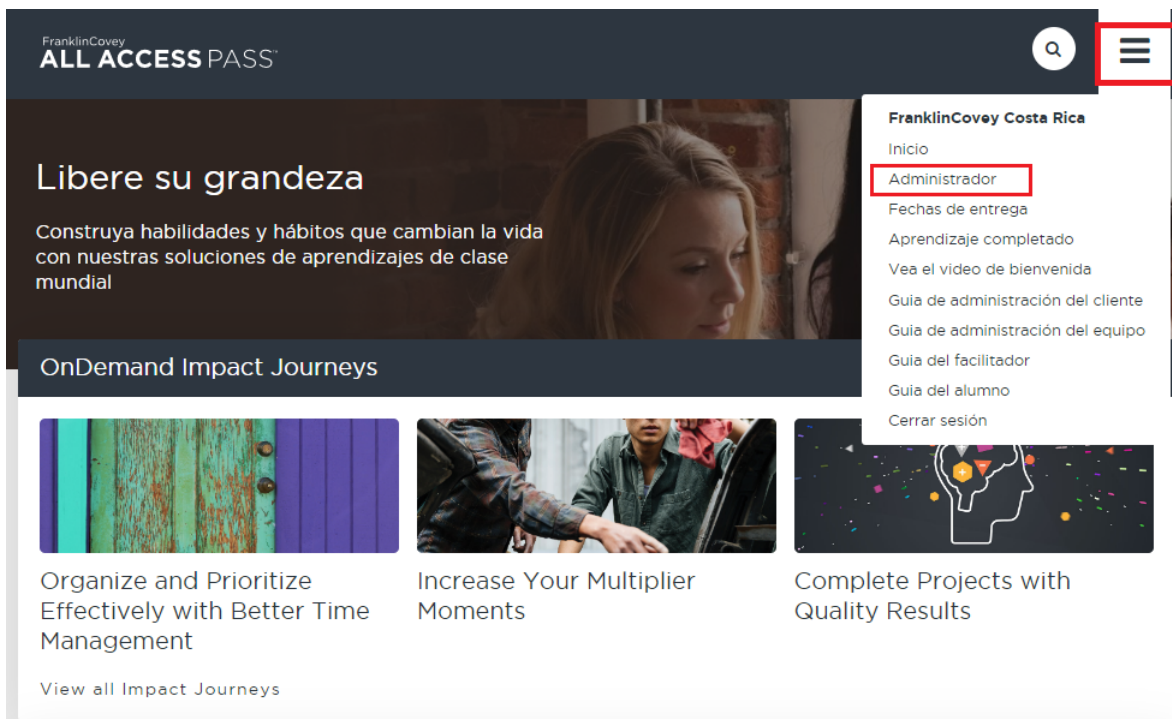 FranklinCovey
ALL ACCESS PASS™
FranklinCovey Costa Rica
Inicio
Administrador
Fechas de entrega
Aprendizaje completado
Vea el video de bienvenida
Guia de administración del cliente
Guia de administración del equipo
Guia del facilitador
Guia del alumno
Cerrar sesión
Libere su grandeza
Construya habilidades y hábitos que cambian la vida
con nuestras soluciones de aprendizajes de clase
mundial
OnDemand Impact Journeys
Organize and Prioritize
Effectively with Better Time
Management
Increase Your Multiplier
Moments
Complete Projects with
Quality Results
View all Impact Journeys